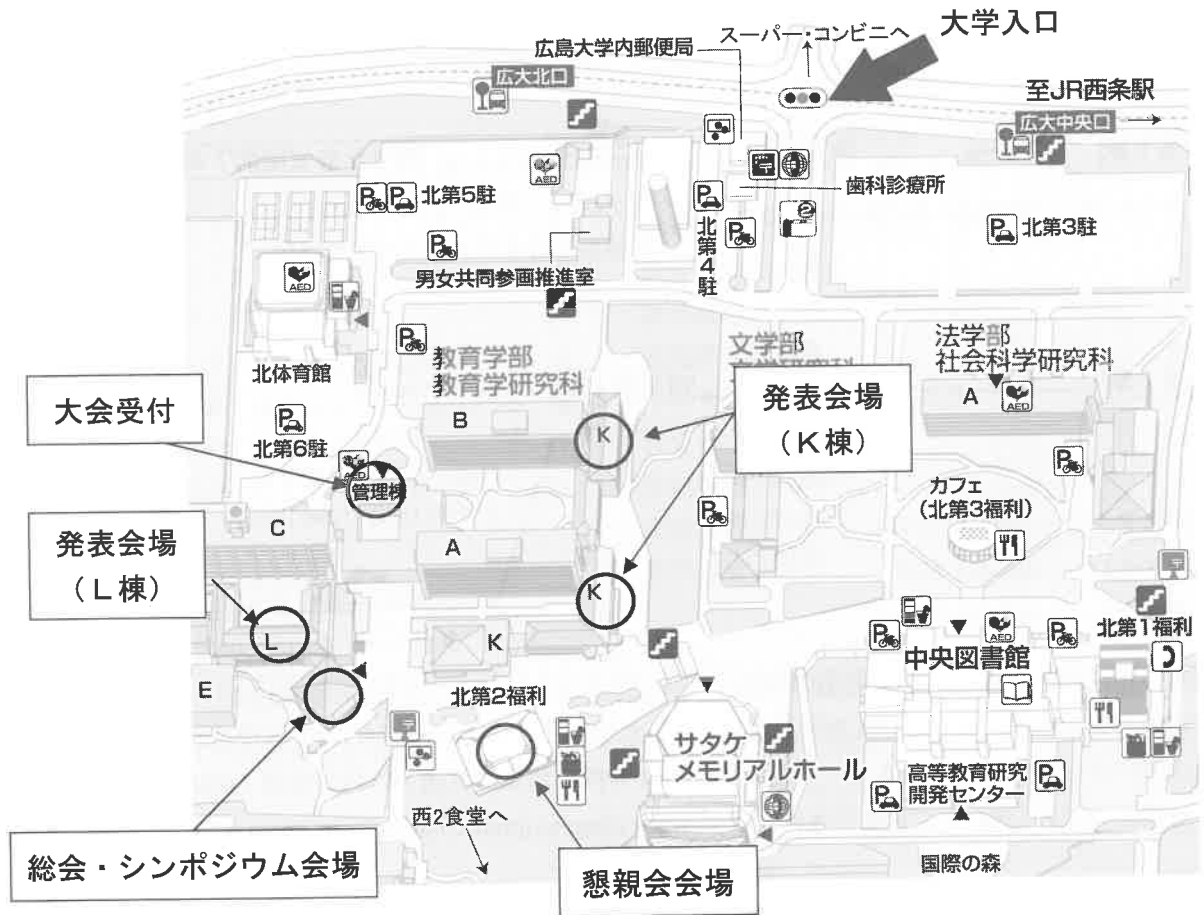 大学入口
スーパー・コンビニへ
広島大学内郵便局
広大北口
至JR西条駅
広大中央口
AED
歯科診療所
P 北第5駐
P
P
北第4駐
P
P 北第3駐
P
男女共同参画推進室
AED
P
北体育館
教育学部
教育学研究科
文学部
法学部
社会科学研究科
A
AED
大会受付
P
北第6駐
B
K
発表会場
(K棟)
AED
管理棟
P
P
カフェ
(北第3福利)
C
発表会場
(L棟)
A
K
L
K
P
AED
P
北第1福利
中央図書館
E
北第2福利
サタケ
メモリアルホール
高等教育研究
開発センター
P
P
西2食堂へ
総会・シンポジウム会場
懇親会会場
国際の森